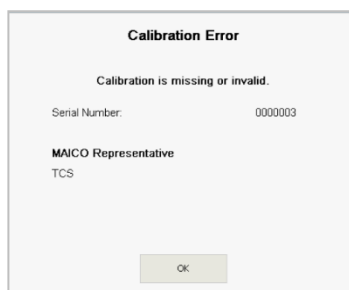 Calibration Error
Calibration is missing or invalid.
Serial Number: 0000003
MAICO Representative
TCS
OK